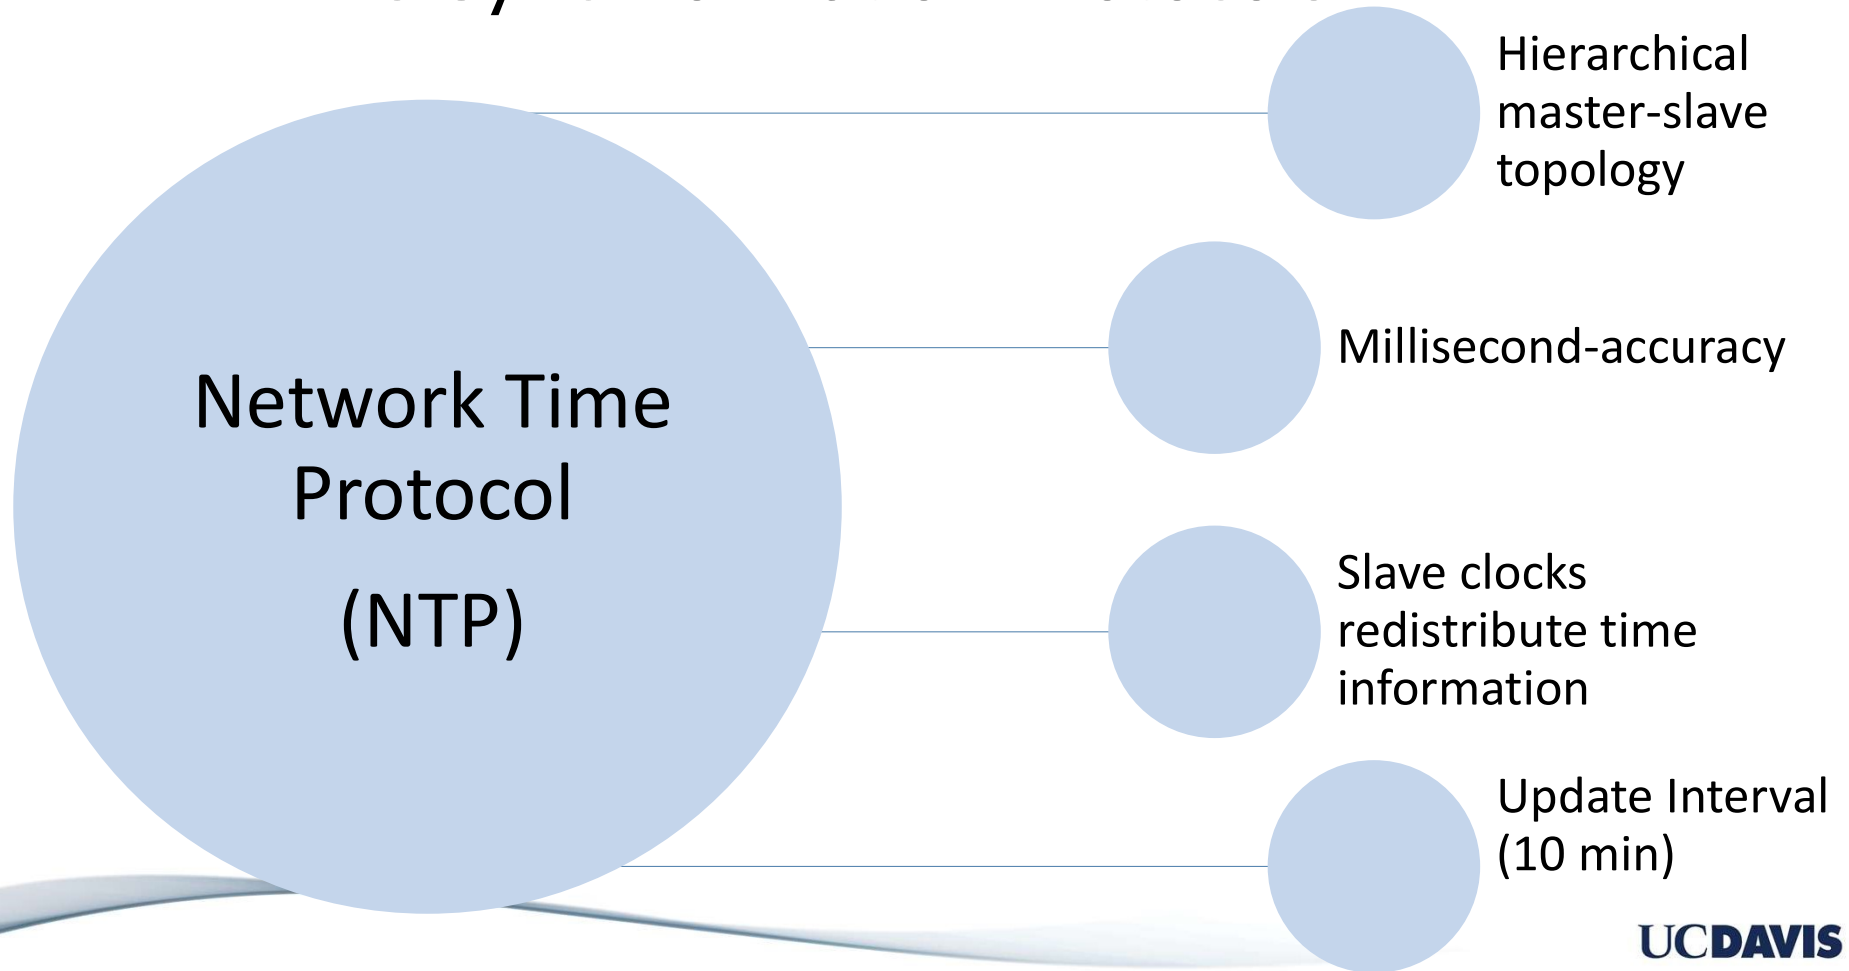 Network Time
Protocol
(NTP)
Hierarchical
master-slave
topology
Millisecond-accuracy
Slave clocks
redistribute time
information
Update Interval
(10 min)
UCDAVIS